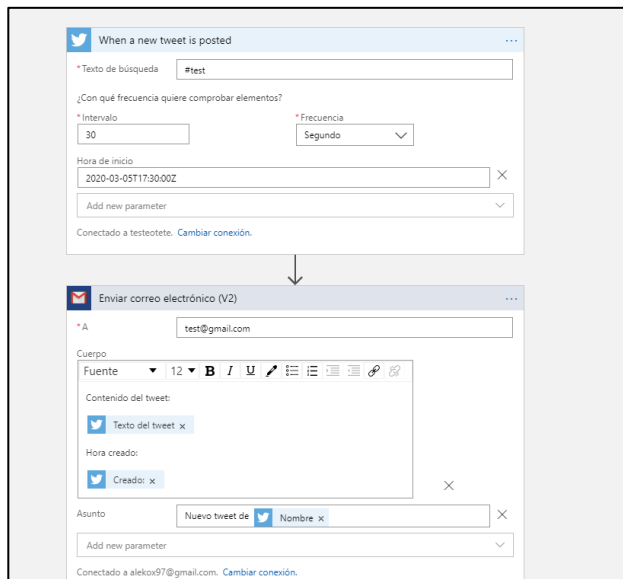 When a new tweet is posted ...
* Texto de búsqueda #test
¿Con qué frecuencia quiere comprobar elementos?
* Intervalo * Frecuencia
30 Segundo
Hora de inicio
2020-03-05T17:30:00Z
Add new parameter
Conectado a testeotete. Cambiar conexión.
Enviar correo electrónico (V2) ...
* A test@gmail.com
Cuerpo
Fuente 12 B I U
Contenido del tweet:
Texto del tweet x
Hora creado:
Creado: x
Asunto Nuevo tweet de Nombre x
Add new parameter
Conectado a alekox97@gmail.com. Cambiar conexión.